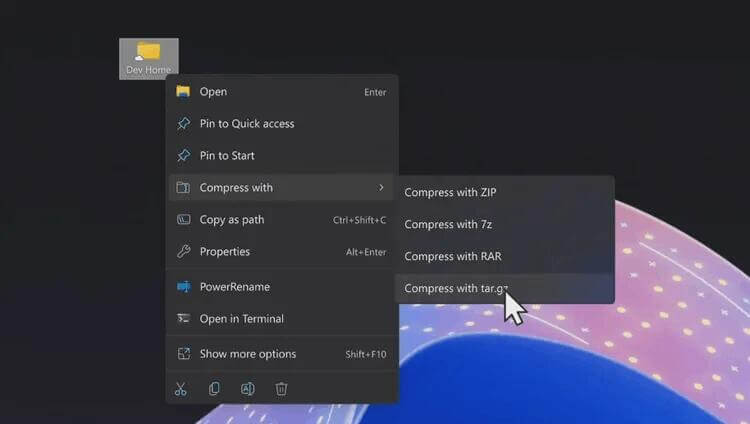 Dev Home
Open Enter
Pin to Quick access
Pin to Start
Compress with
Copy as path Ctrl+Shift+C
Properties Alt+Enter
PowerRename
Open in Terminal
Show more options Shift+F10
Compress with ZIP
Compress with 7z
Compress with RAR
Compress with tar.gz